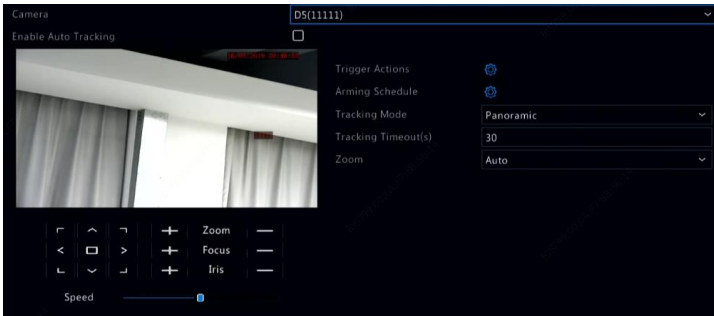 Camera
D5(11111)
Enable Auto Tracking
Trigger Actions
Arming Schedule
Tracking Mode
Panoramic
Tracking Timeout(s)
30
Zoom
Auto
Zoom
Focus
Iris
Speed